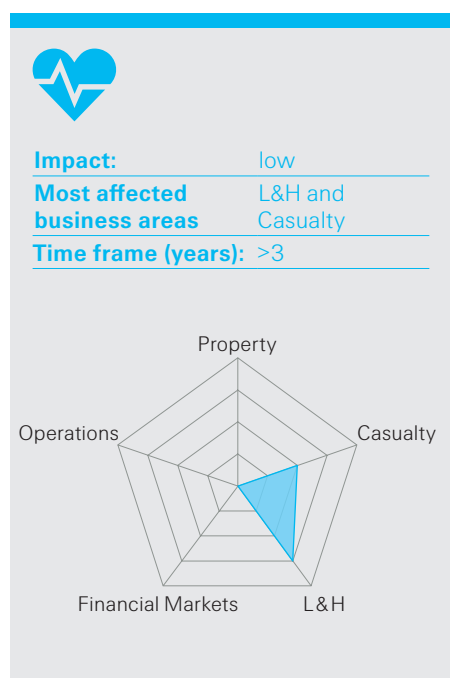 Impact: low
Most affected L&H and
business areas Casualty
Time frame (years): >3
Property
Operations
Casualty
Financial Markets
L&H